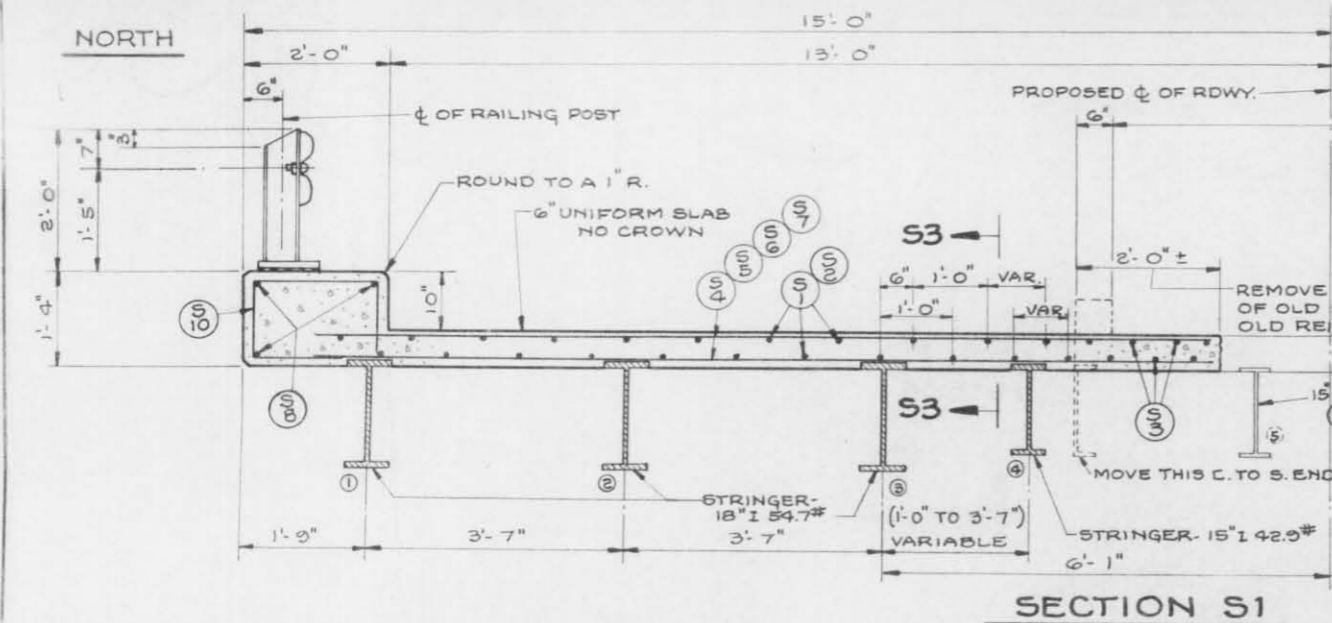 NORTH
15'-0"
2'-0"
13'-0"
6"
PROPOSED ℄ OF RDWY.
6"
℄ OF RAILING POST
3"
7"
2'-0"
1'-5"
ROUND TO A 1" R.
6" UNIFORM SLAB
NO CROWN
S7
S6
S5
S4
S2
S1
S3
6"
1'-0"
VAR.
1'-0"
VAR.
2'-0" ±
REMOVE
OF OLD
OLD
10"
1'-4"
S10
S8
S3
S3
15"
①
②
③
④
⑤
MOVE THIS C. TO S. END
STRINGER-
18" I 54.7#
(1'-0" TO 3'-7")
VARIABLE
STRINGER- 15" I 42.9#
1'-9"
3'-7"
3'-7"
6'-1"
SECTION S1